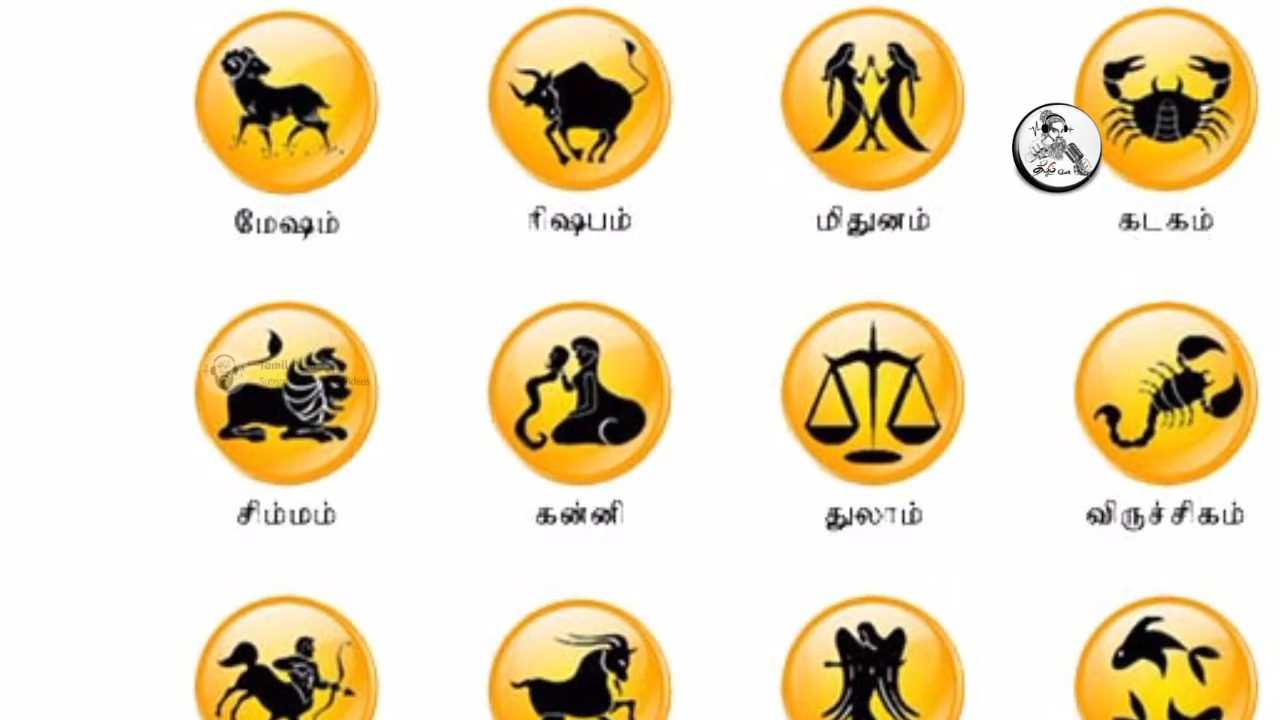 மேஷம்
ரிஷபம்
மிதுனம்
கடகம்
சிம்மம்
கன்னி
துலாம்
விருச்சிகம்